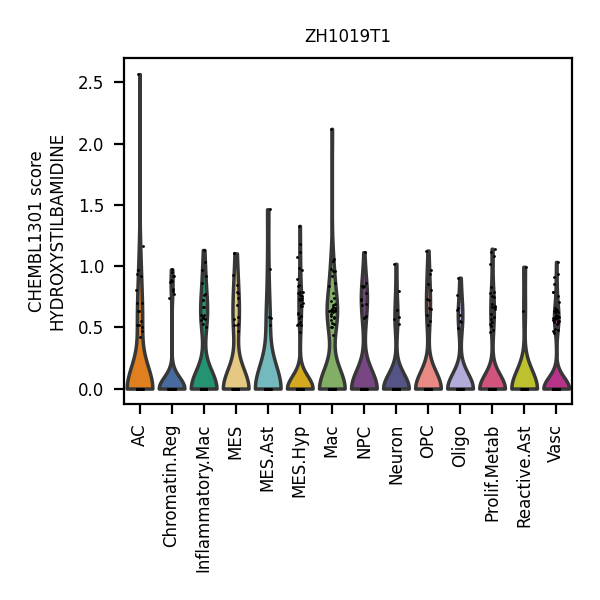 ZH1019T1
CHEMBL1301 score
HYDROXYSTILBAMIDINE
2.5
2.0
1.5
1.0
0.5
0.0
AC
Chromatin.Reg
Inflammatory.Mac
MES
MES.Ast
MES.Hyp
Mac
NPC
Neuron
OPC
Oligo
Prolif.Metab
Reactive.Ast
Vasc